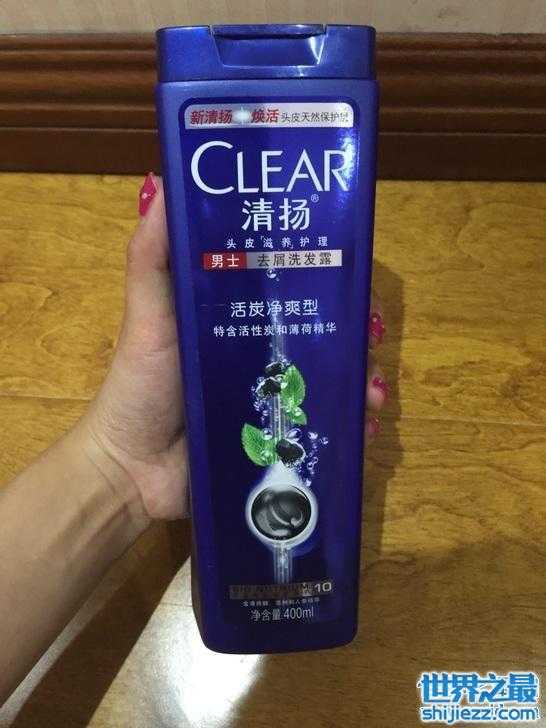 新清扬 焕活 头皮天然保护层
CLEAR®
清扬
头皮「滋养」护理
男士 去屑洗发露
活炭净爽型
特含活性炭和薄荷精华
10
净含量400ml
世界之最
shijiezz.com